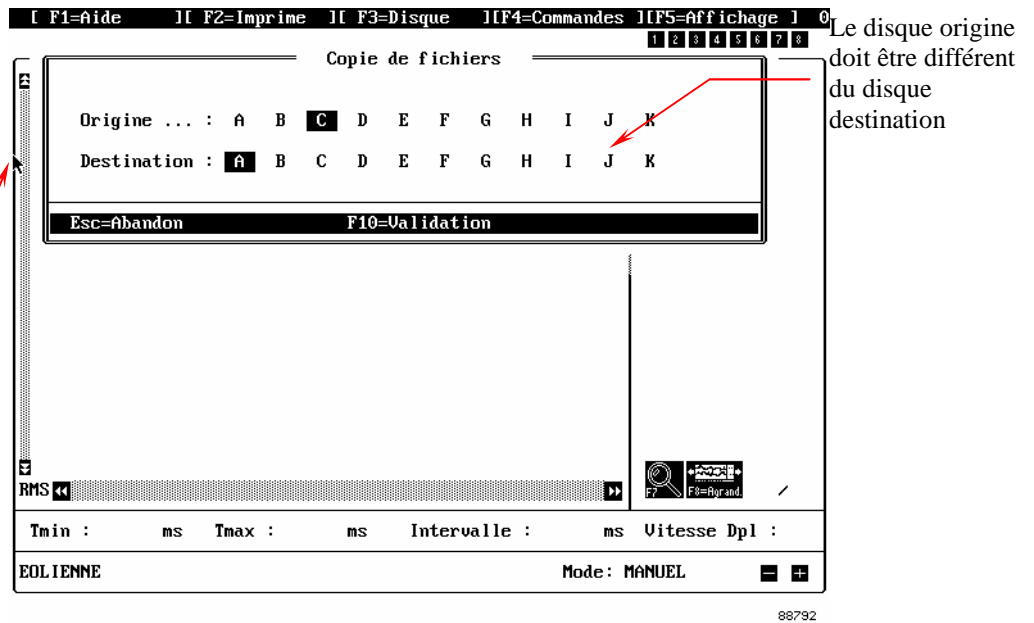 [ F1=Aide ][ F2=Imprime ][ F3=Disque ][F4=Commandes ][F5=Affichage ] 0
1 2 3 4 5 6 7 8
Le disque origine
doit être différent
du disque
destination
Copie de fichiers
Origine ... : A B C D E F G H I J K
Destination : A B C D E F G H I J K
Esc=Abandon F10=Validation
F7 F8=Agrand.
RMS
Tmin : ms Tmax : ms Intervalle : ms Vitesse Dpl :
EOLIENNE Mode: MANUEL - +
88792